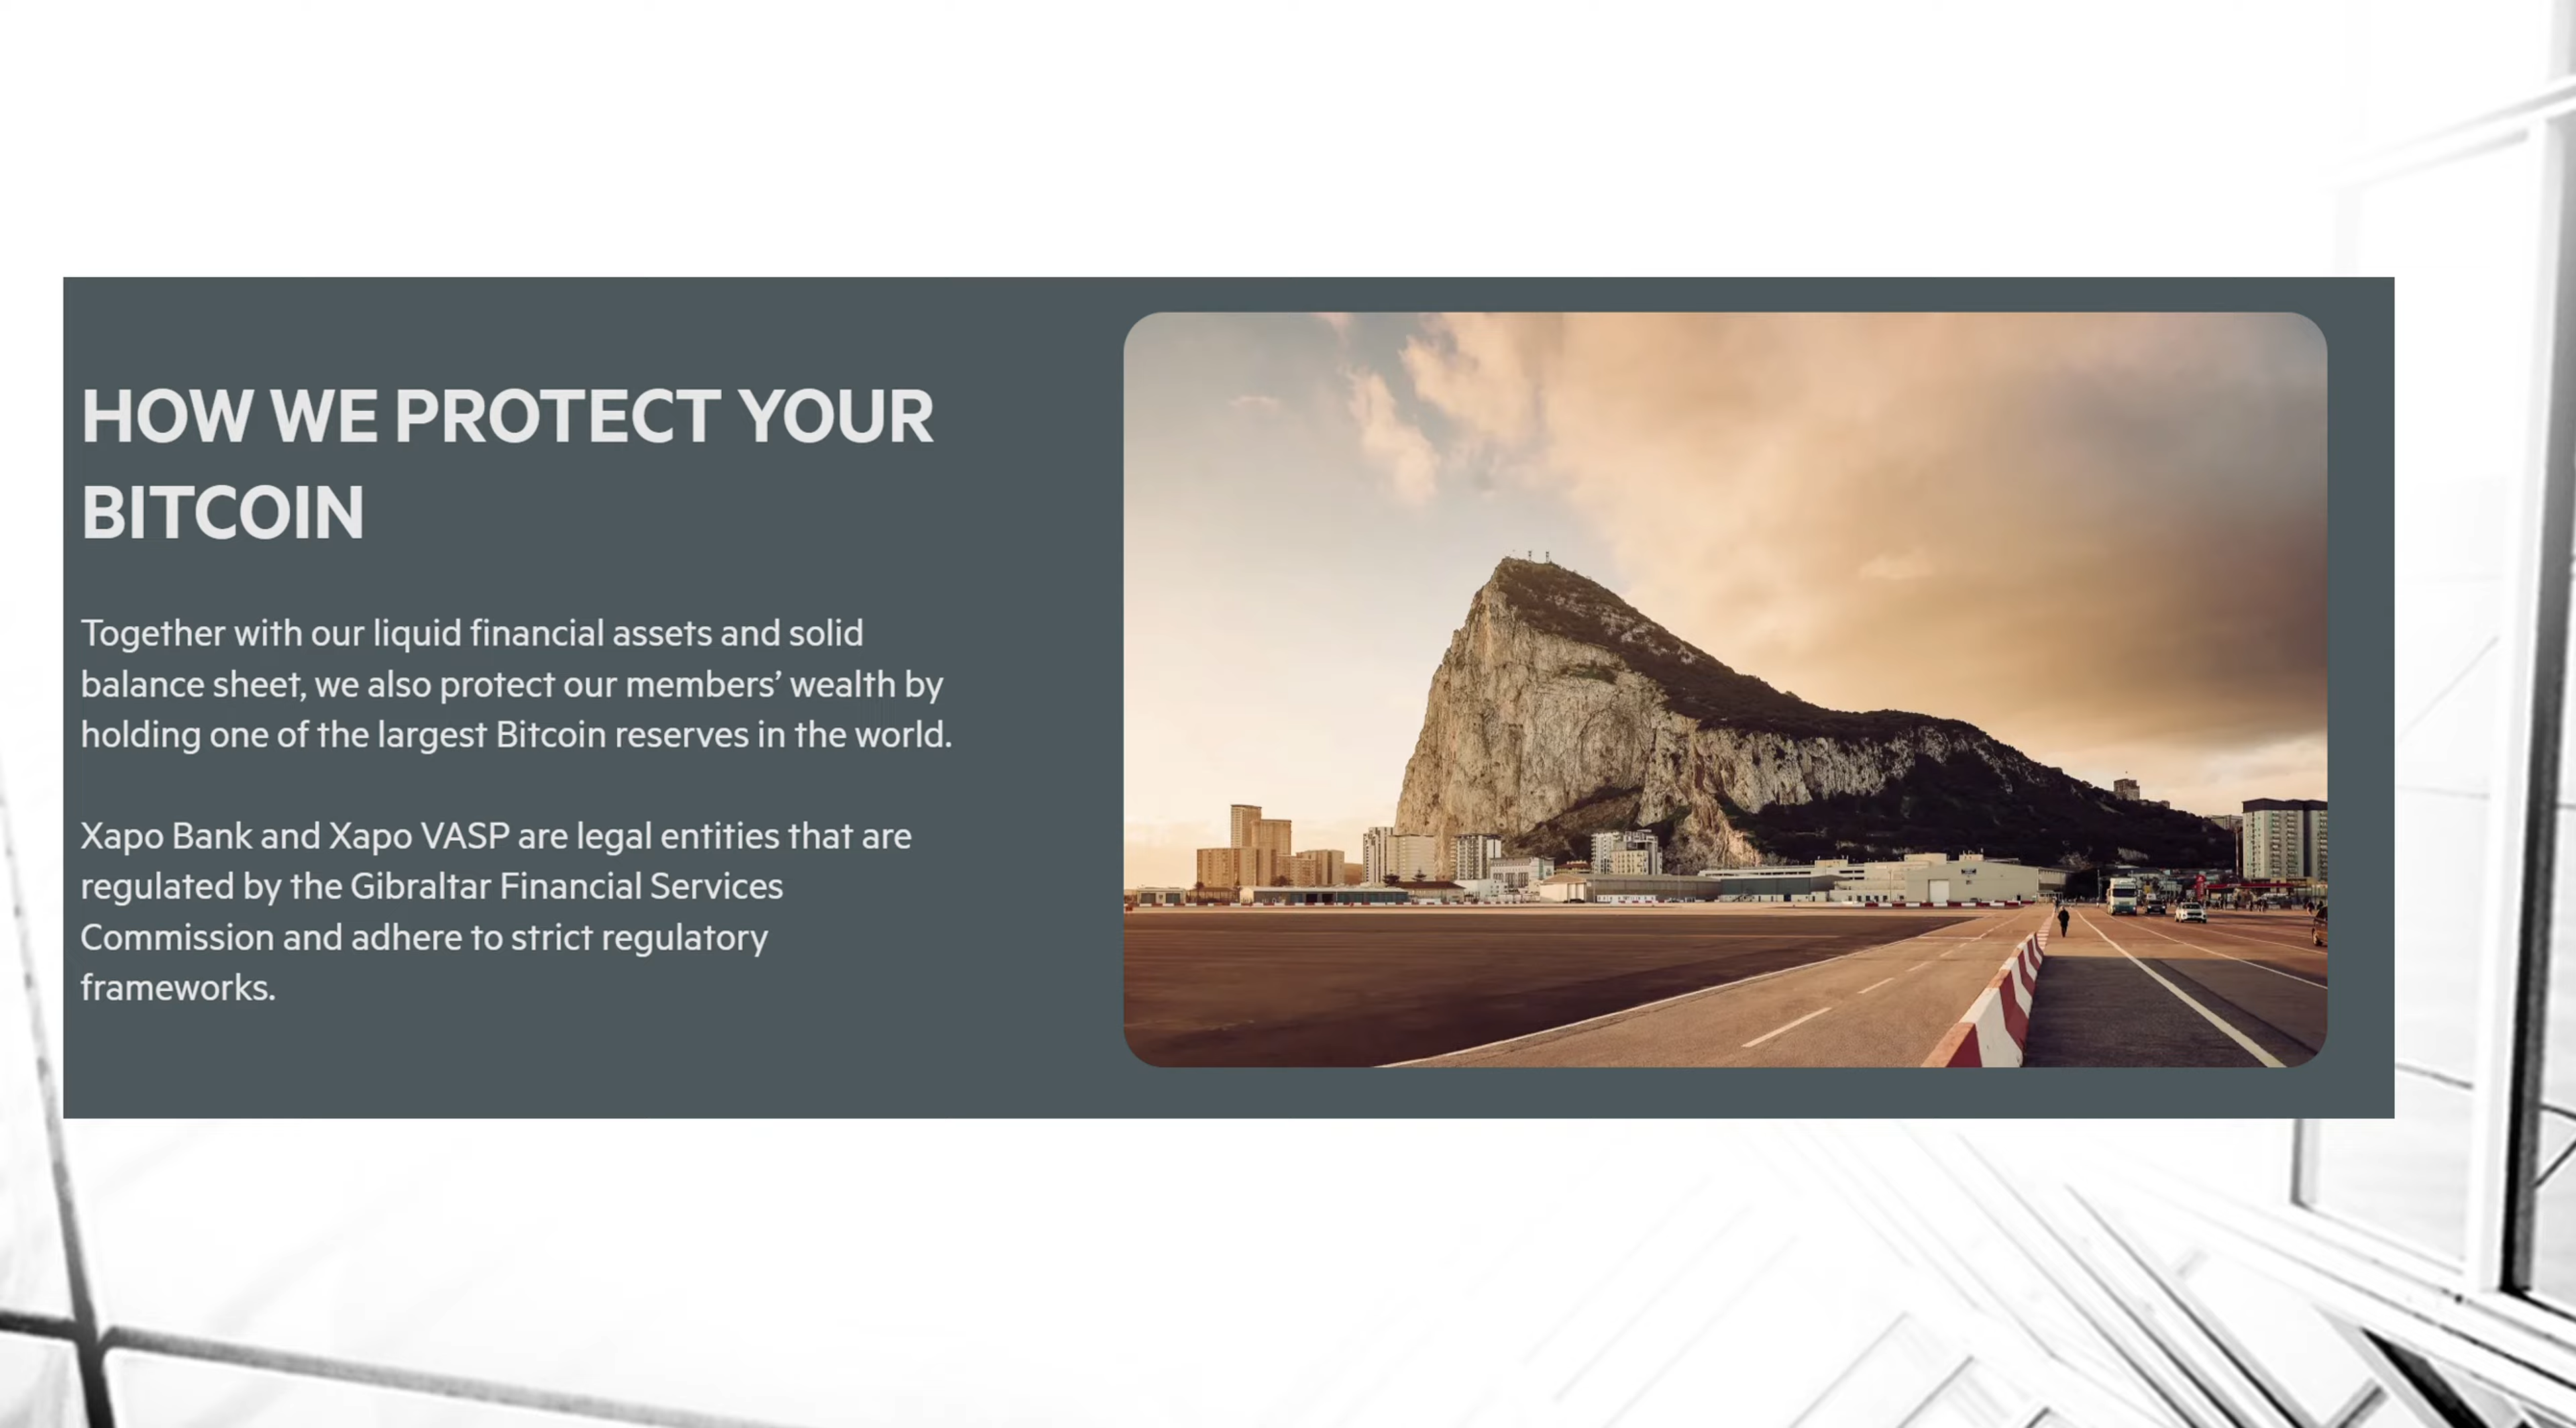 HOW WE PROTECT YOUR
BITCOIN
Together with our liquid financial assets and solid
balance sheet, we also protect our members’ wealth by
holding one of the largest Bitcoin reserves in the world.
Xapo Bank and Xapo VASP are legal entities that are
regulated by the Gibraltar Financial Services
Commission and adhere to strict regulatory
frameworks.